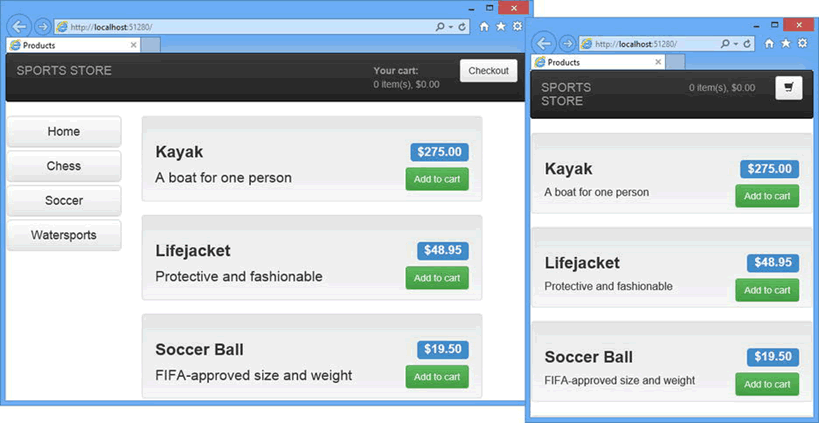 http://localhost:51280/
Products
SPORTS STORE
Your cart:
0 item(s), $0.00
Checkout
Home
Chess
Soccer
Watersports
Kayak
$275.00
A boat for one person
Add to cart
Lifejacket
$48.95
Protective and fashionable
Add to cart
Soccer Ball
$19.50
FIFA-approved size and weight
Add to cart
http://localhost:51280/
Products
SPORTS
STORE
0 item(s), $0.00
Kayak
$275.00
A boat for one person
Add to cart
Lifejacket
$48.95
Protective and fashionable
Add to cart
Soccer Ball
$19.50
FIFA-approved size and weight
Add to cart